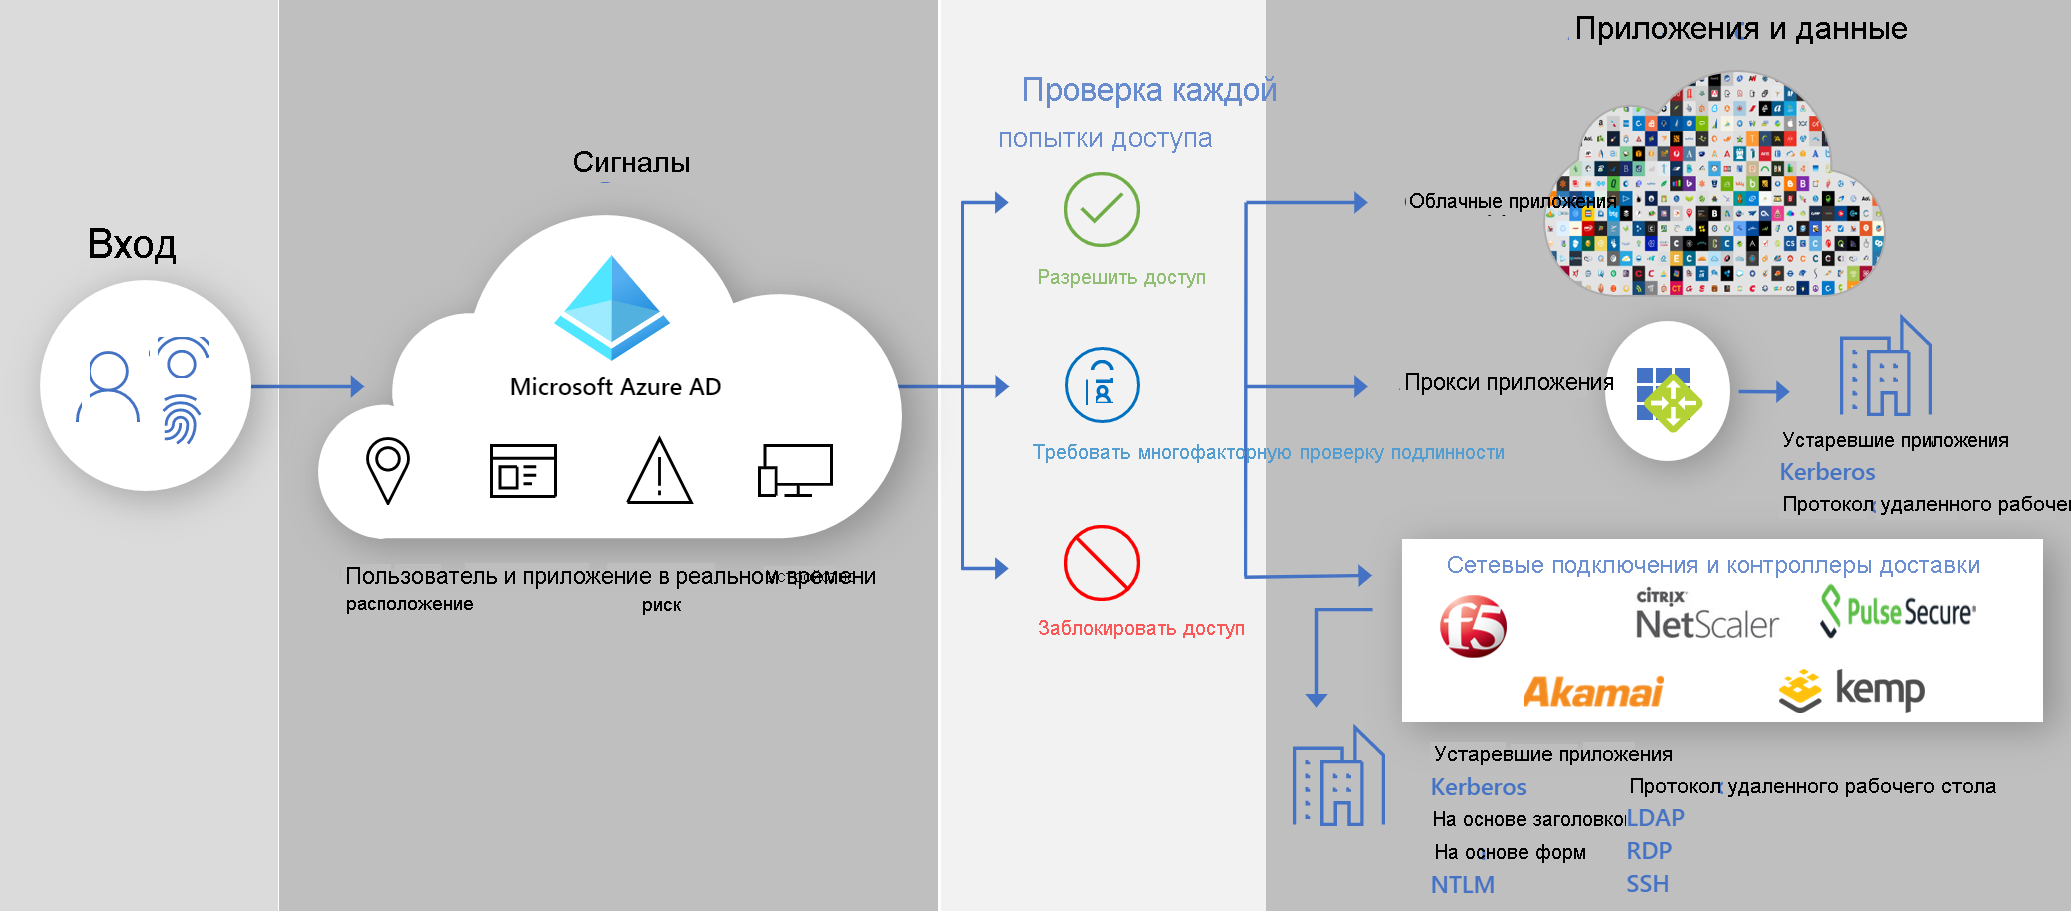 Вход
Сигналы
Microsoft Azure AD
Пользователь и приложение в реальном времени
расположение
риск
Проверка каждой
попытки доступа
Разрешить доступ
Требовать многофакторную проверку подлинности
Заблокировать доступ
Приложения и данные
Облачные приложения
Прокси приложения
Устаревшие приложения
Kerberos
Протокол удаленного рабоче
Сетевые подключения и контроллеры доставки
f5
CITRIX
NetScaler
Pulse Secure
Akamai
kemp
Устаревшие приложения
Kerberos
Протокол удаленного рабочего стола
На основе заголовко
LDAP
На основе форм
RDP
NTLM
SSH